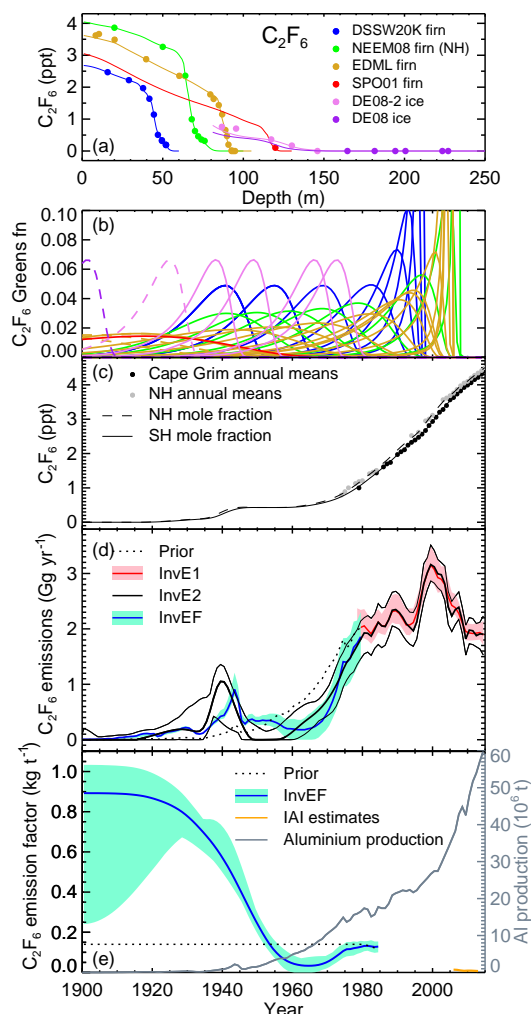 C₂F₆
DSSW20K firn
NEEM08 firn (NH)
EDML firn
SPO01 firn
DE08-2 ice
DE08 ice
C₂F₆ (ppt)
4
3
2
1
0
(a)
0 50 100 150 200 250
Depth (m)
(b)
C₂F₆ Greens fn
0.10
0.08
0.06
0.04
0.02
0.00
(c)
Cape Grim annual means
NH annual means
NH mole fraction
SH mole fraction
C₂F₆ (ppt)
4
3
2
1
0
(d)
Prior
InvE1
InvE2
InvEF
C₂F₆ emissions (Gg yr⁻¹)
3
2
1
0
Prior
InvEF
IAI estimates
Aluminium production
C₂F₆ emission factor (kg t⁻¹)
1.0
0.8
0.6
0.4
0.2
0.0
(e)
Al production (10⁶ t)
60
50
40
30
20
10
0
1900 1920 1940 1960 1980 2000
Year